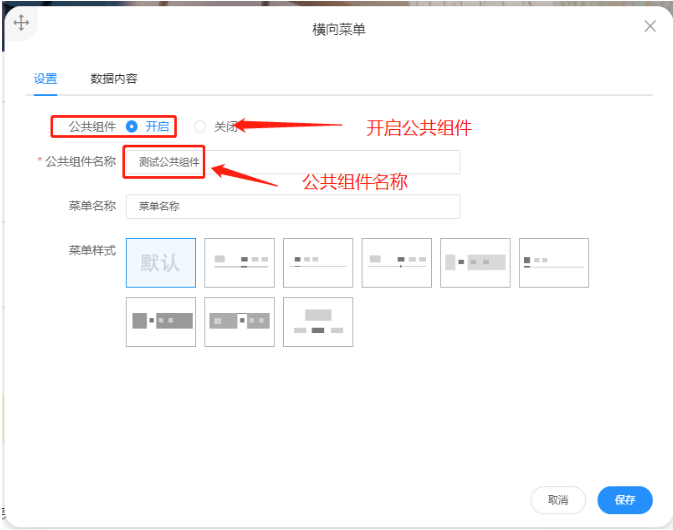 横向菜单
设置 数据内容
公共组件 开启 关闭 开启公共组件
* 公共组件名称 测试公共组件
公共组件名称
菜单名称 菜单名称
菜单样式 默认
取消 保存